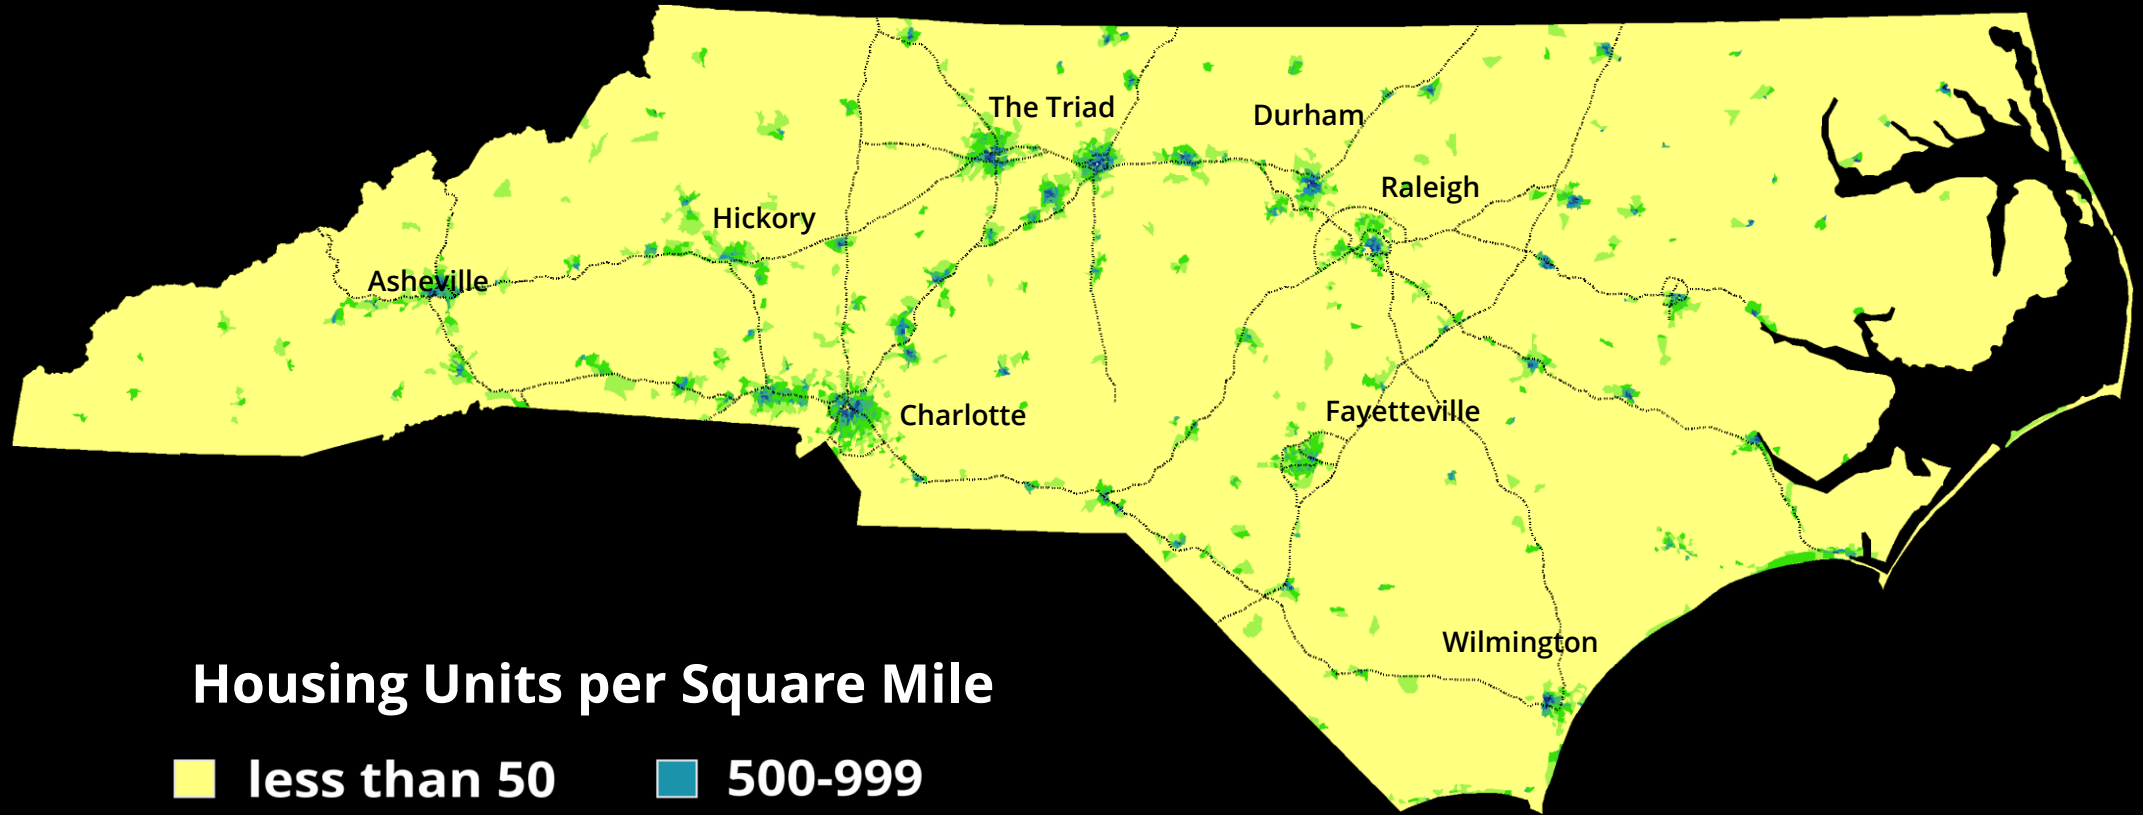 The Triad
Durham
Raleigh
Hickory
Asheville
Charlotte
Fayetteville
Wilmington
Housing Units per Square Mile
less than 50
500-999